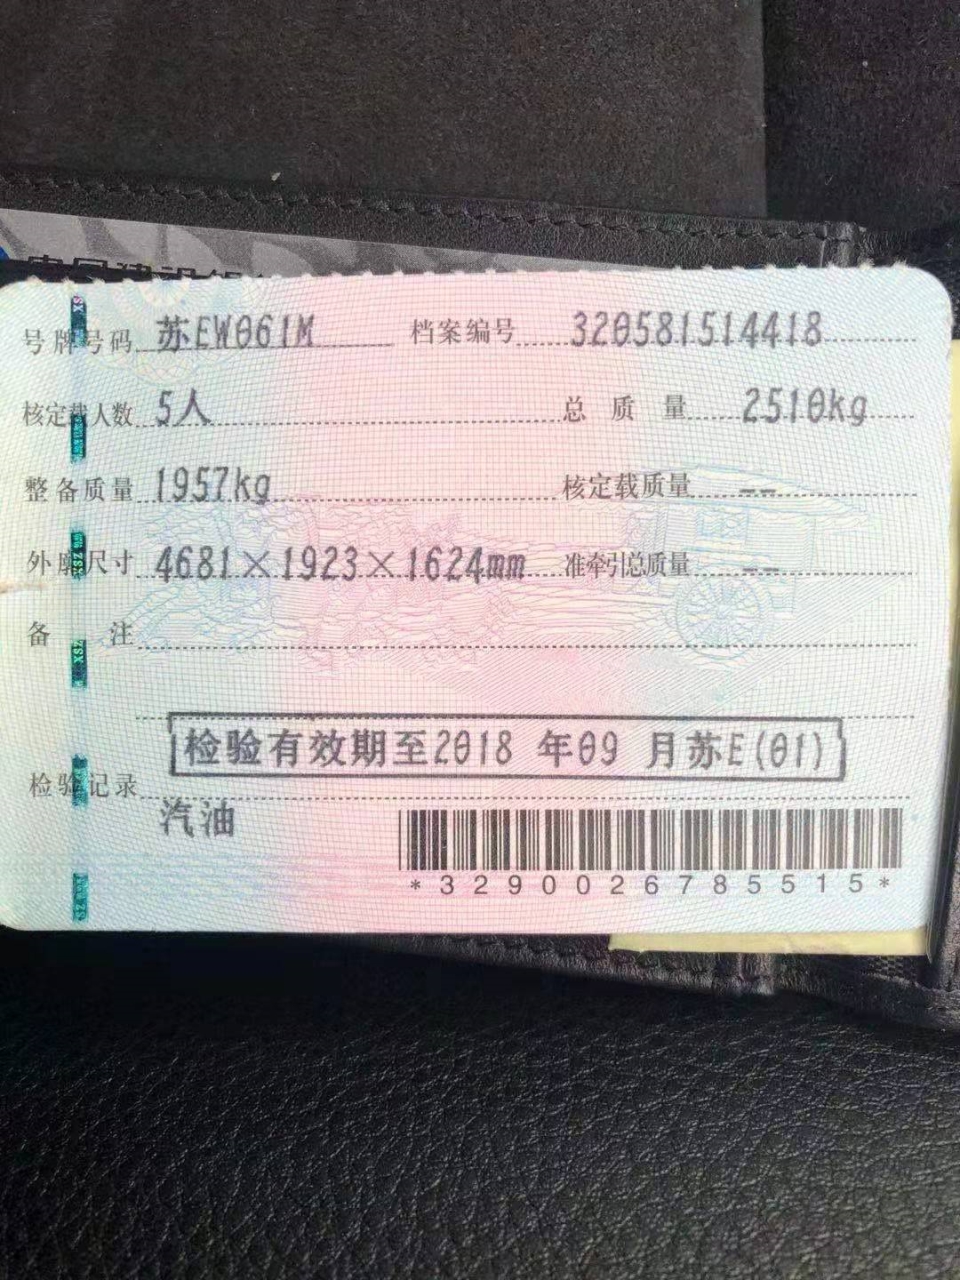 号牌号码 苏EW061M 档案编号 320581514418
核定载人数 5人 总质量 2510kg
整备质量 1957kg 核定载质量 --
外廓尺寸 4681×1923×1624mm 准牵引总质量 --
备注
检验有效期至2018 年09 月苏E(01)
检验记录
汽油
*3290026785515*